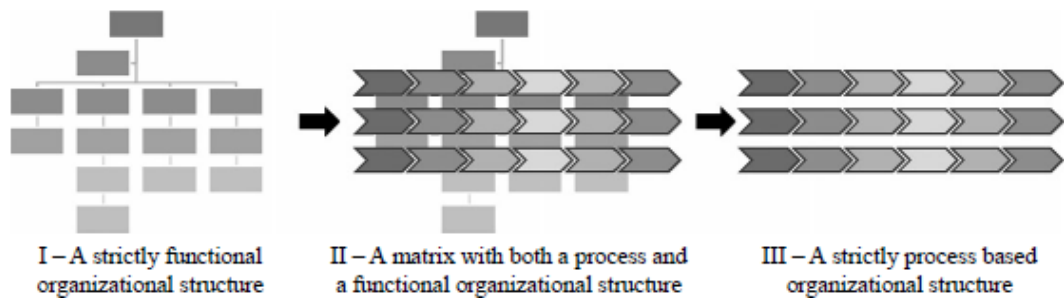 I – A strictly functional
organizational structure
II – A matrix with both a process and
a functional organizational structure
III – A strictly process based
organizational structure